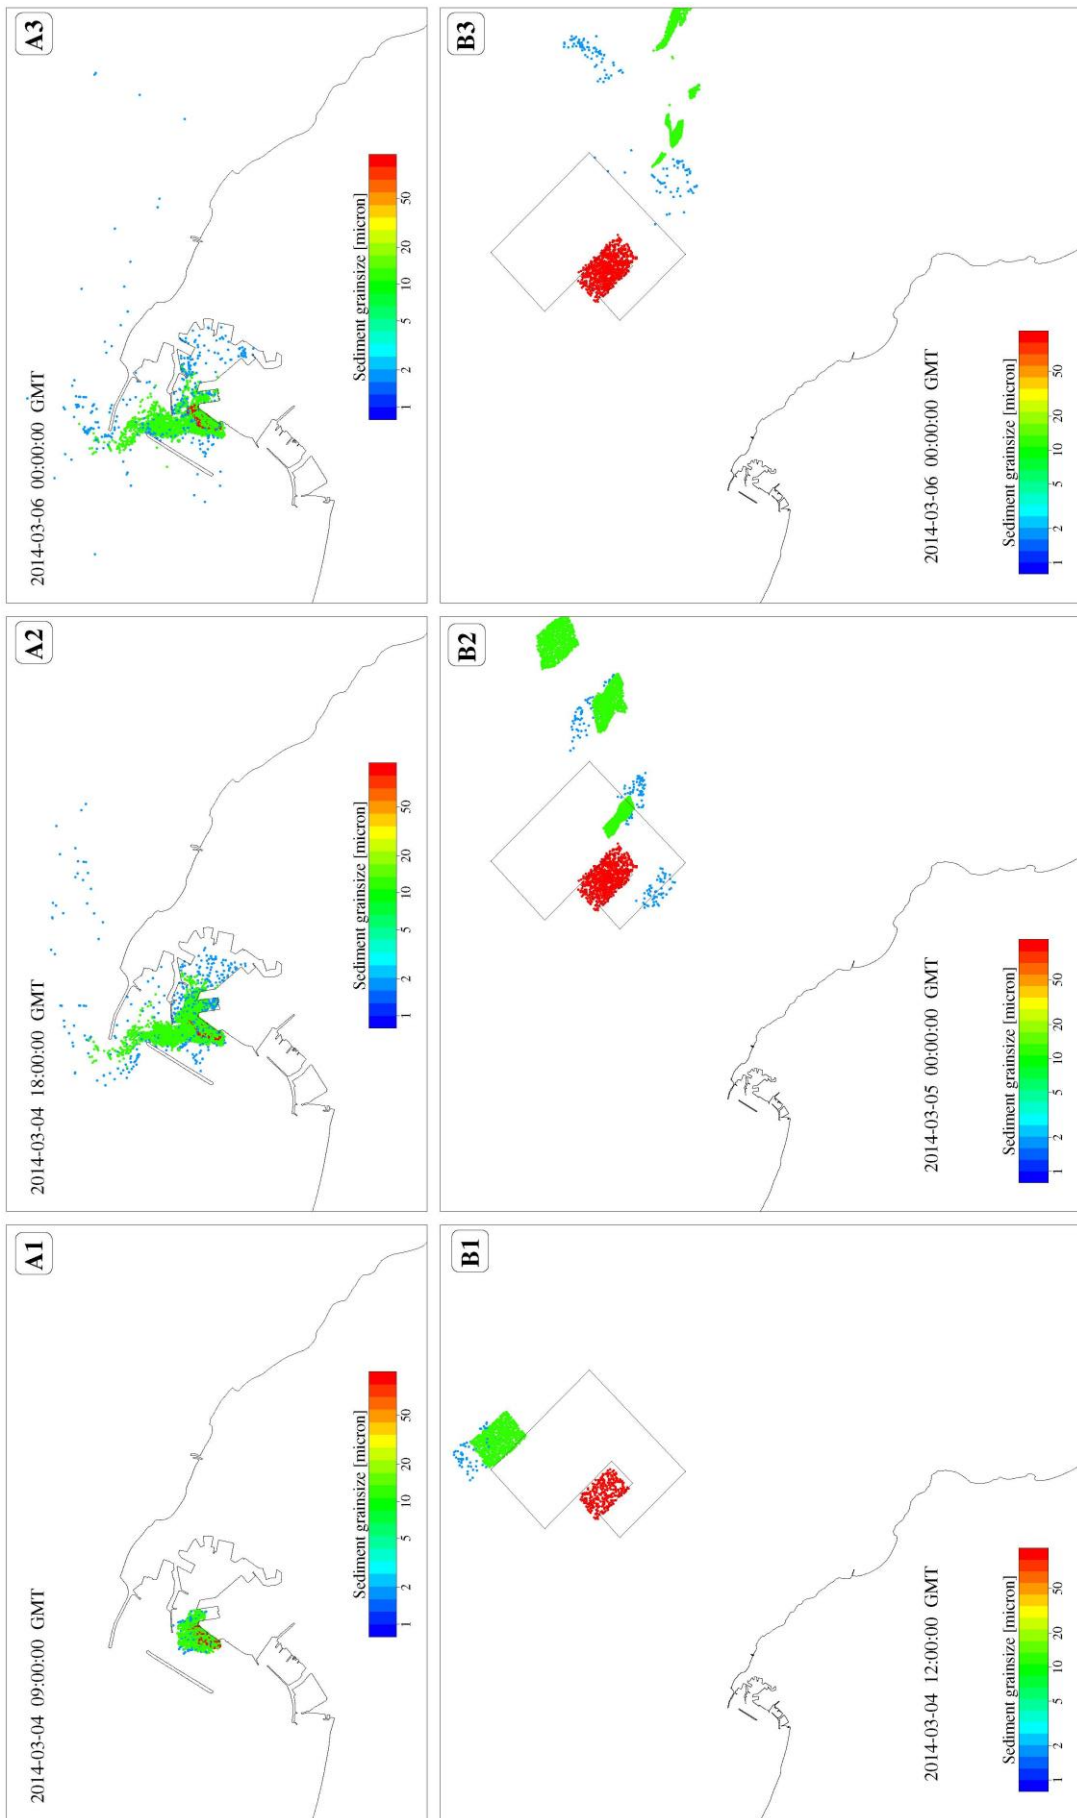 A1
2014-03-04 09:00:00 GMT
Sediment grainsize [micron]
1 2 5 10 20 50
A2
2014-03-04 18:00:00 GMT
Sediment grainsize [micron]
1 2 5 10 20 50
A3
2014-03-06 00:00:00 GMT
Sediment grainsize [micron]
1 2 5 10 20 50
B1
2014-03-04 12:00:00 GMT
Sediment grainsize [micron]
1 2 5 10 20 50
B2
2014-03-05 00:00:00 GMT
Sediment grainsize [micron]
1 2 5 10 20 50
B3
2014-03-06 00:00:00 GMT
Sediment grainsize [micron]
1 2 5 10 20 50